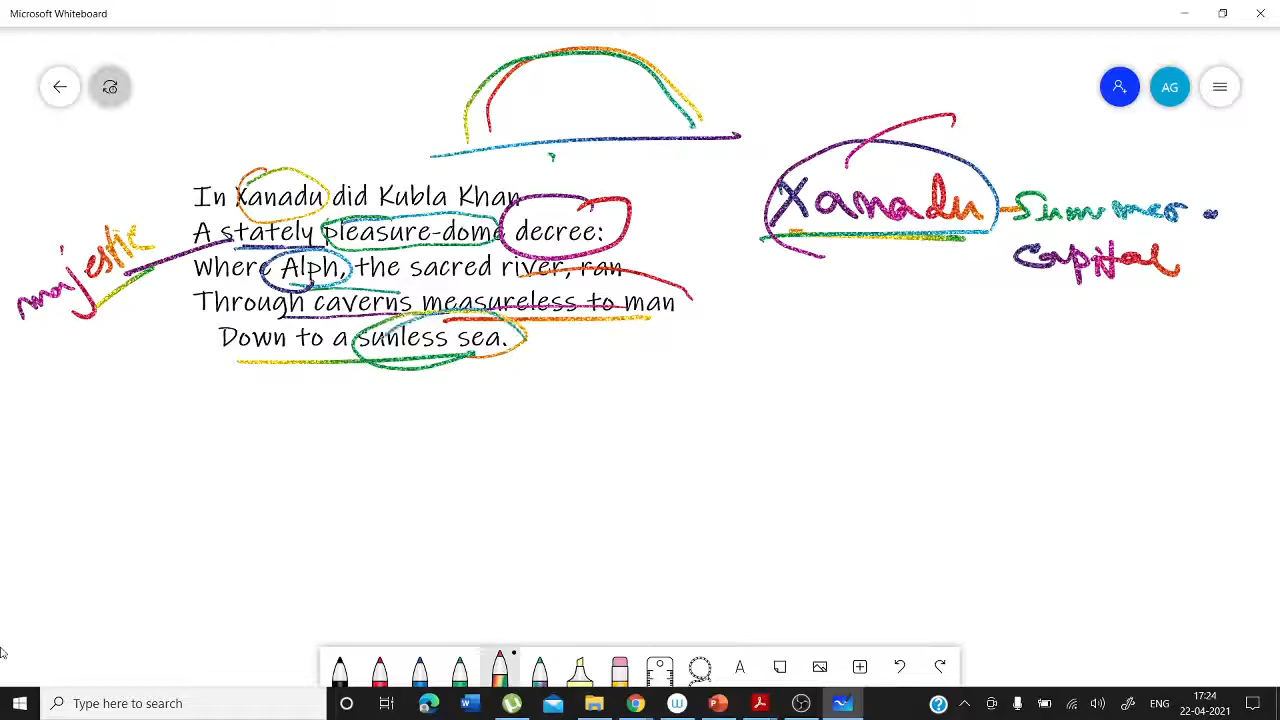 Microsoft Whiteboard
AG
In Xanadu did Kubla Khan
A stately pleasure-dome decree:
Where Alph, the sacred river, ran
Through caverns measureless to man
Down to a sunless sea.
majestic
Xanadu - Summer
Capital
A
Type here to search
ENG
17:24
22-04-2021